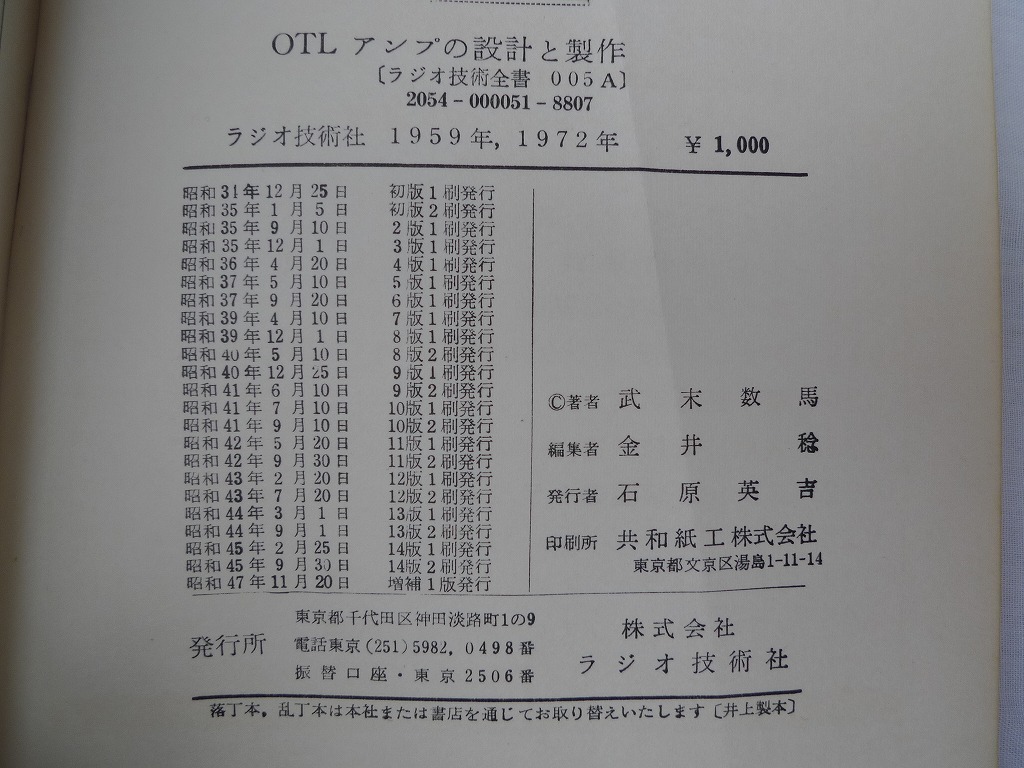 OTL アンプの設計と製作
〔ラジオ技術全書 005A〕
2054-000051-8807
ラジオ技術社 1959年, 1972年 ¥ 1,000
昭和 34年 12月 25日 初版 1刷発行
昭和 35年 1月 5日 初版 2刷発行
昭和 35年 9月 10日 2版 1刷発行
昭和 35年 12月 1日 3版 1刷発行
昭和 36年 4月 20日 4版 1刷発行
昭和 37年 5月 10日 5版 1刷発行
昭和 37年 9月 20日 6版 1刷発行
昭和 39年 4月 10日 7版 1刷発行
昭和 39年 12月 1日 8版 1刷発行
昭和 40年 5月 10日 8版 2刷発行
昭和 40年 12月 25日 9版 1刷発行
昭和 41年 6月 10日 9版 2刷発行
昭和 41年 7月 10日 10版 1刷発行
昭和 41年 9月 10日 10版 2刷発行
昭和 42年 5月 20日 11版 1刷発行
昭和 42年 9月 30日 11版 2刷発行
昭和 43年 2月 20日 12版 1刷発行
昭和 43年 7月 20日 12版 2刷発行
昭和 44年 3月 1日 13版 1刷発行
昭和 44年 9月 1日 13版 2刷発行
昭和 45年 2月 25日 14版 1刷発行
昭和 45年 9月 30日 14版 2刷発行
昭和 47年 11月 20日 増補 1版発行
©著者 武末数馬
編集者 金井 稔
発行者 石原英吉
印刷所 共和紙工株式会社
東京都文京区湯島1-11-14
発行所
東京都千代田区神田淡路町1の9
電話東京(251)5982, 0498番
振替口座・東京2506番
株式会社
ラジオ技術社
落丁本, 乱丁本は本社または書店を通じてお取り替えいたします〔井上製本〕